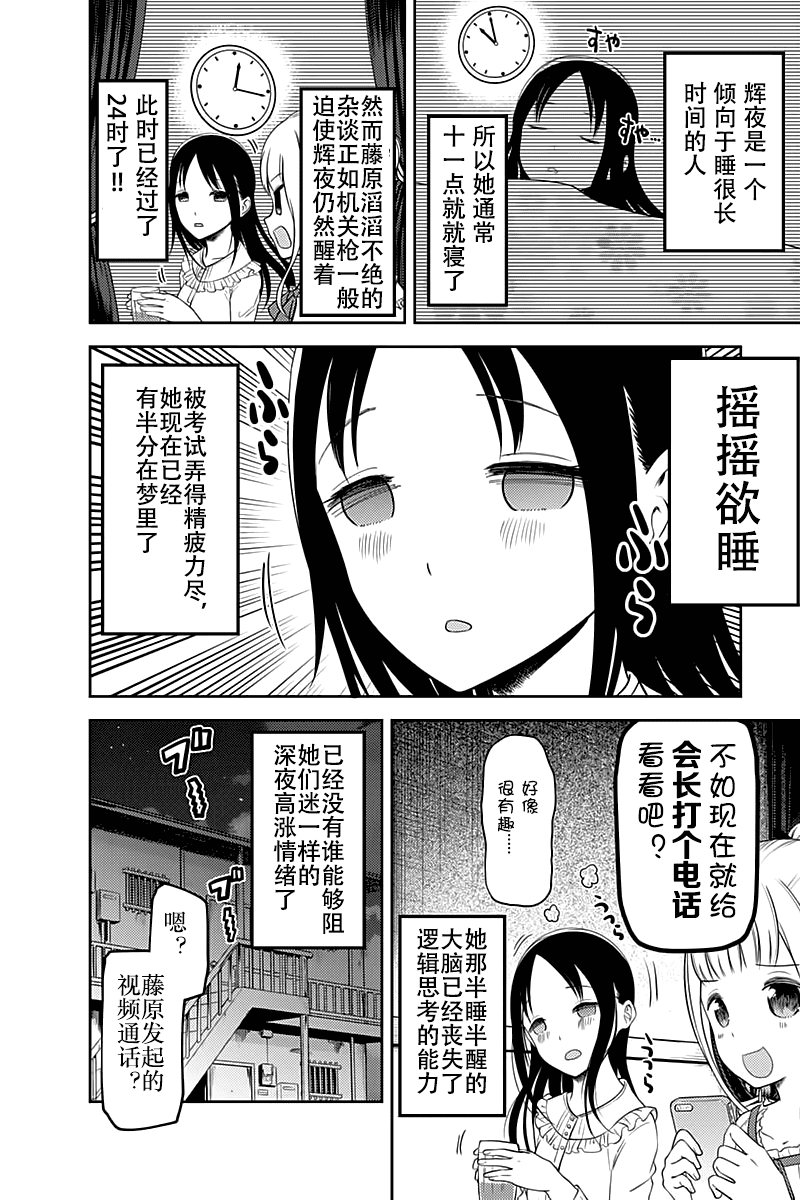 辉夜是一个
倾向于睡很长
时间的人
すや
すや…
所以她通常
十一点就就寝了
然而藤原滔滔不绝的
杂谈正如机关枪一般
迫使辉夜仍然醒着
此时已经过了
24时了!!
摇摇欲睡
ふら
ふら
被考试弄得精疲力尽,
她现在已经
有半分在梦里了
不如现在就给
会长打个电话
看看吧?
好像
很有趣……
她那半睡半醒的
大脑已经丧失了
逻辑思考的能力
うつら
已经没有谁能够阻
她们迷一样的
深夜高涨情绪了
ブブ
ブブ
嗯?
藤原发起的
视频通话?